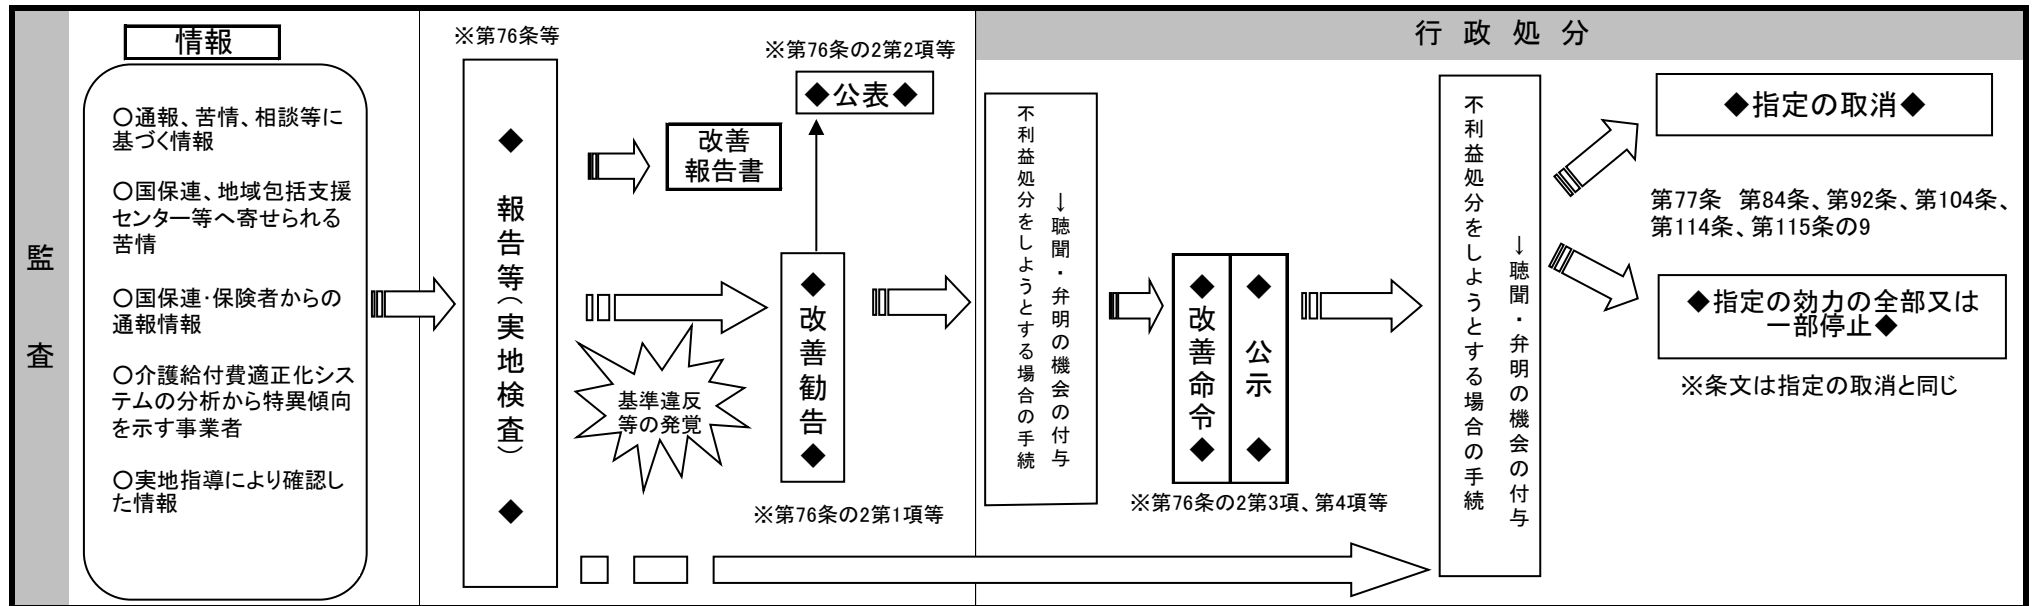 監査
情報
○通報、苦情、相談等に
基づく情報
○国保連、地域包括支援
センター等へ寄せられる
苦情
○国保連・保険者からの
通報情報
○介護給付費適正化シス
テムの分析から特異傾向
を示す事業者
○実地指導により確認し
た情報
※第76条等
◆報告等(実地検査)◆
改善
報告書
基準違反
等の発覚
※第76条の2第2項等
◆公表◆
◆改善勧告◆
※第76条の2第1項等
行政処分
不利益処分をしようとする場合の手続
→聴聞・弁明の機会の付与
◆改善命令◆
◆公示◆
※第76条の2第3項、第4項等
不利益処分をしようとする場合の手続
→聴聞・弁明の機会の付与
◆指定の取消◆
第77条　第84条、第92条、第104条、
第114条、第115条の9
◆指定の効力の全部又は
一部停止◆
※条文は指定の取消と同じ